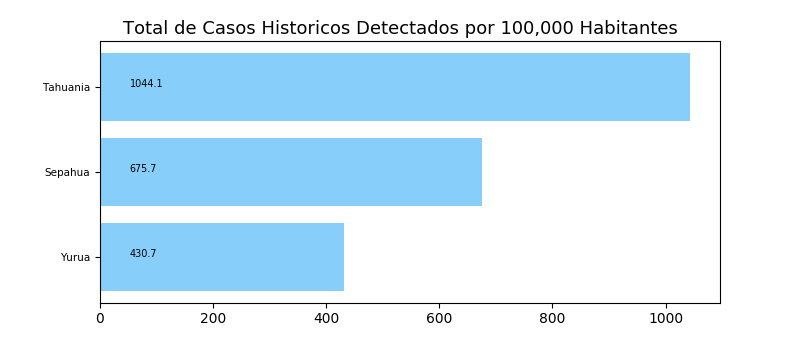 Total de Casos Historicos Detectados por 100,000 Habitantes
Tahuania
1044.1
Sepahua
675.7
Yurua
430.7
0 200 400 600 800 1000